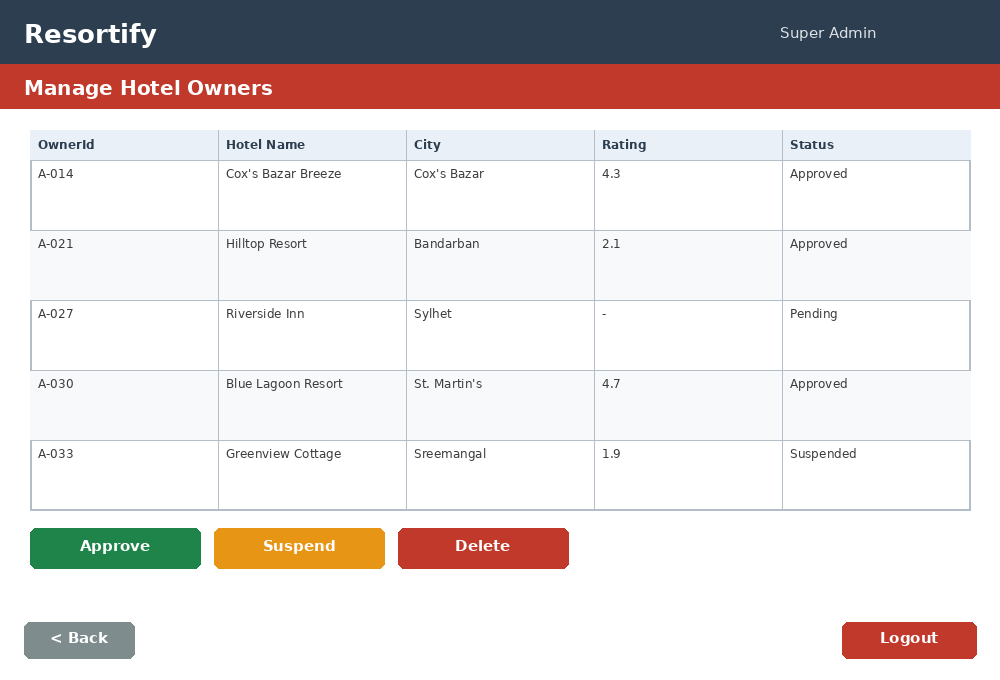 Resortify
Super Admin
Manage Hotel Owners
OwnerId Hotel Name City Rating Status
A-014 Cox's Bazar Breeze Cox's Bazar 4.3 Approved
A-021 Hilltop Resort Bandarban 2.1 Approved
A-027 Riverside Inn Sylhet - Pending
A-030 Blue Lagoon Resort St. Martin's 4.7 Approved
A-033 Greenview Cottage Sreemangal 1.9 Suspended
Approve Suspend Delete
< Back Logout